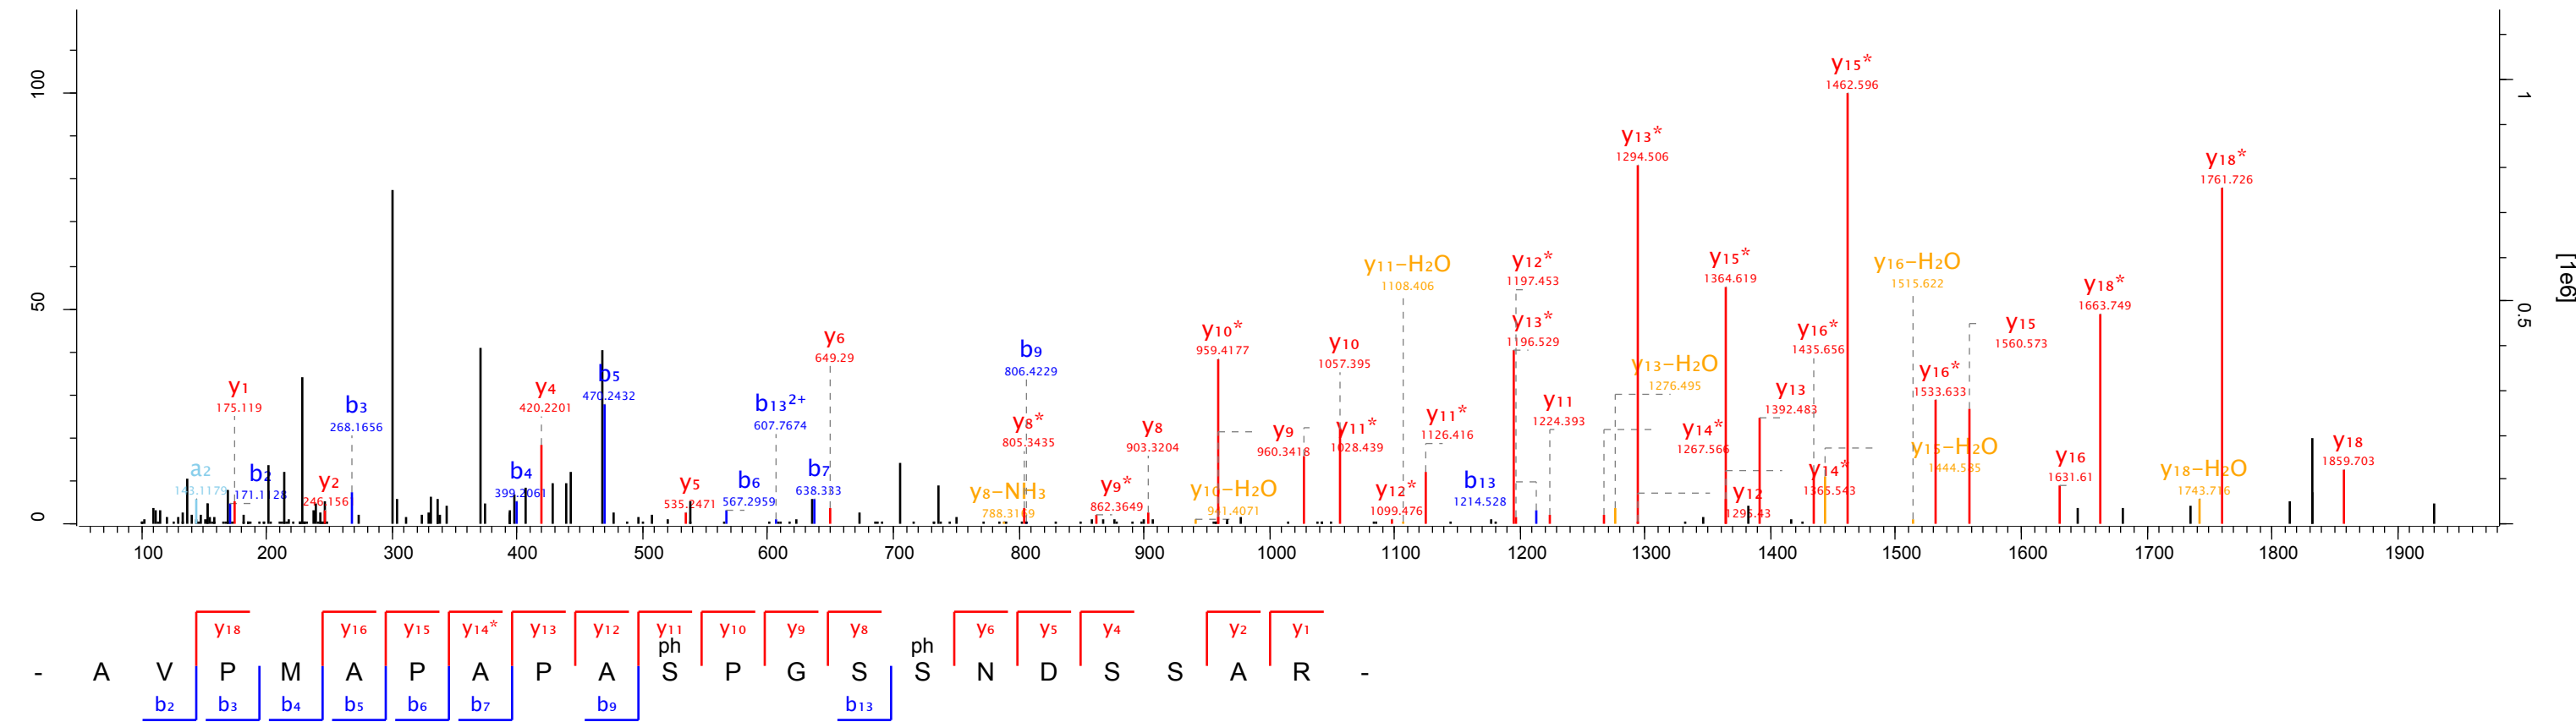 100
50
0
1
0.5
[1e6]
y15*
1462.596
y13*
1294.506
y18*
1761.726
y11-H2O
1108.406
y12*
1197.453
y15*
1364.619
y16-H2O
1515.622
y18*
1663.749
y6
649.29
b9
806.4229
y10*
959.4177
y10
1057.395
y13*
1196.529
y16*
1435.656
y15
1560.573
y13-H2O
1276.495
y1
175.119
b3
268.1656
y4
420.2201
b5
470.2432
b13 2+
607.7674
y8*
805.3435
y8
903.3204
y9
960.3418
y11*
1028.439
y11*
1126.416
y11
1224.393
y14*
1267.566
y13
1392.483
y16*
1533.633
a2
143.1179
b2
171.1128
y2
246.1561
b4
399.2061
y5
535.2471
b6
567.2959
b7
638.333
y8-NH3
y9*
862.3649
y10-H2O
941.4071
y12*
1099.476
b13
1214.528
y12
1295.43
y14*
1365.543
y15-H2O
y16
1631.61
y18-H2O
1743.716
y18
1859.703
100 200 300 400 500 600 700 800 900 1000 1100 1200 1300 1400 1500 1600 1700 1800 1900
y18 y16 y15 y14* y13 y12 y11 y10 y9 y8 y6 y5 y4 y2 y1
ph ph
- A V P M A P A P A S P G S S N D S S A R -
b2 b3 b4 b5 b6 b7 b9 b13